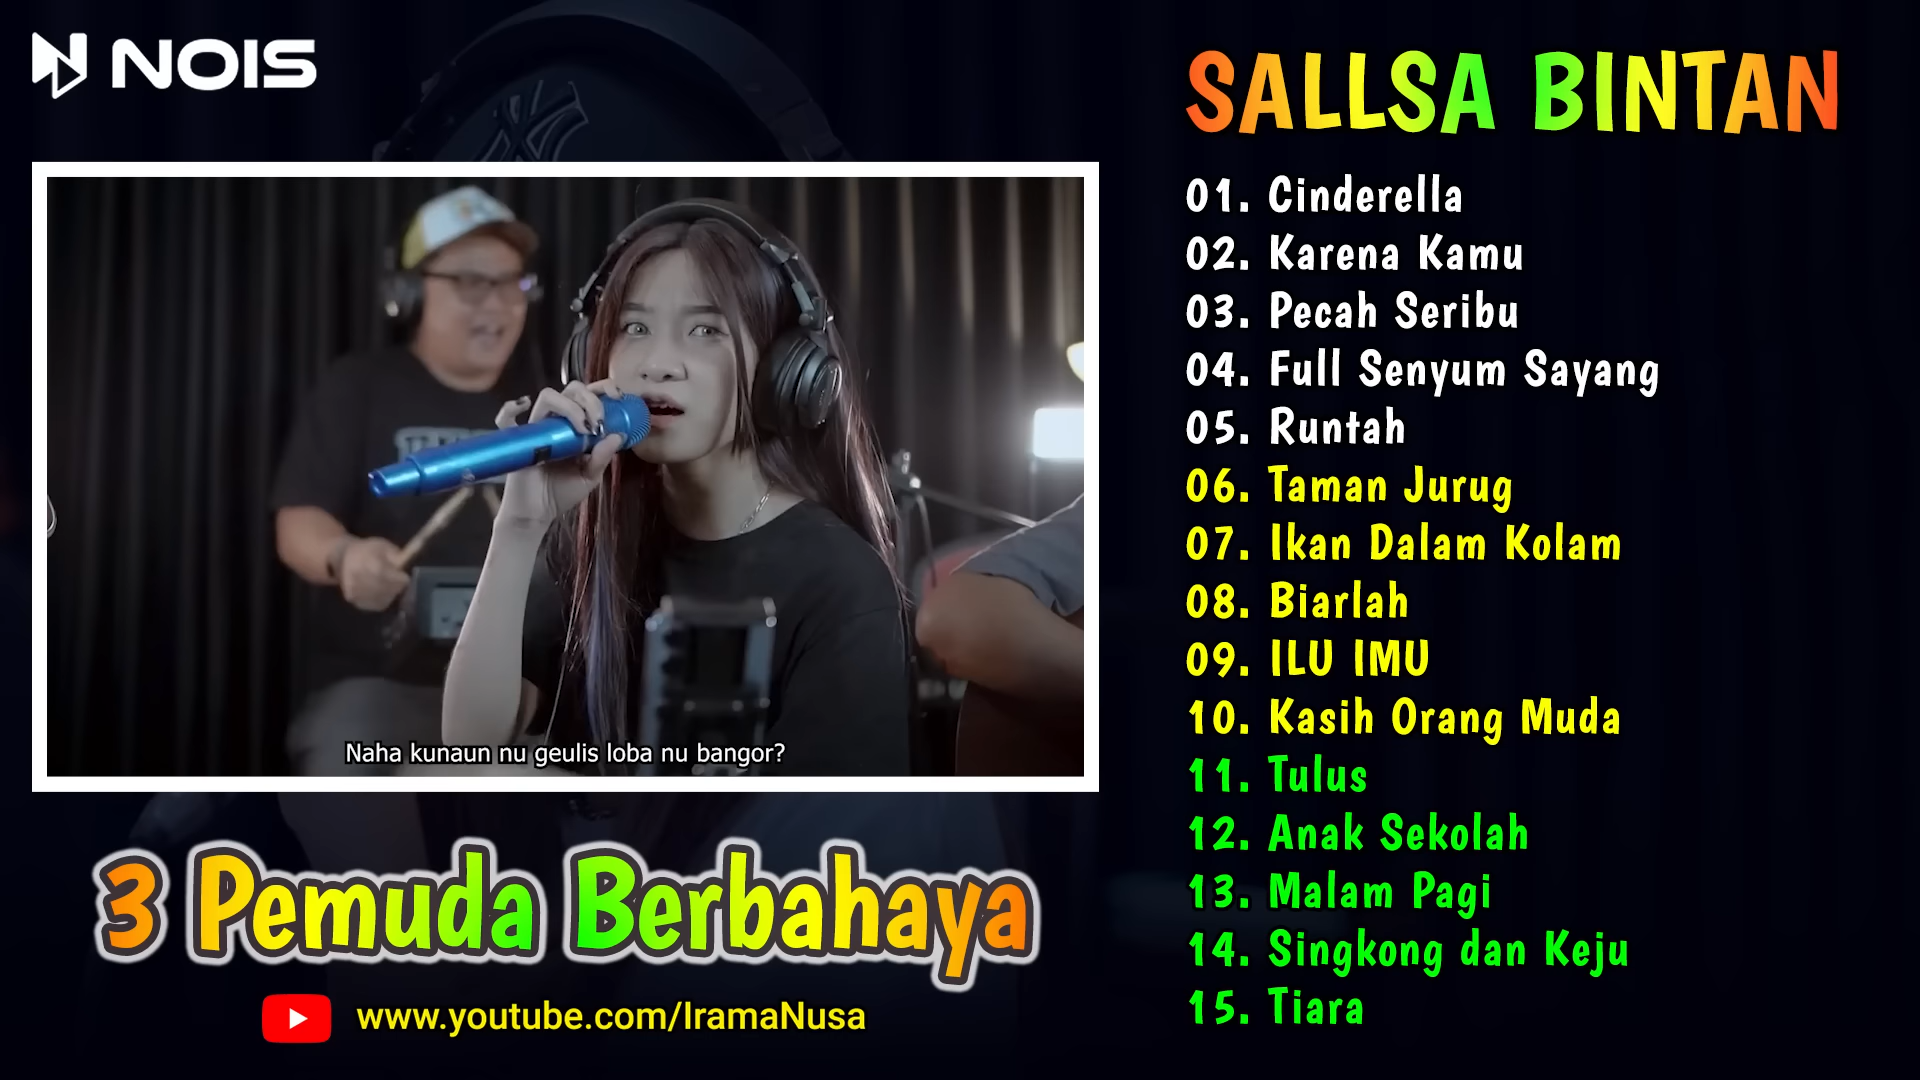 NOIS
SALLSA BINTAN
01. Cinderella
02. Karena Kamu
03. Pecah Seribu
04. Full Senyum Sayang
05. Runtah
06. Taman Jurug
07. Ikan Dalam Kolam
08. Biarlah
09. ILU IMU
10. Kasih Orang Muda
11. Tulus
12. Anak Sekolah
13. Malam Pagi
14. Singkong dan Keju
15. Tiara
Naha kunaun nu geulis loba nu bangor?
3 Pemuda Berbahaya
www.youtube.com/IramaNusa